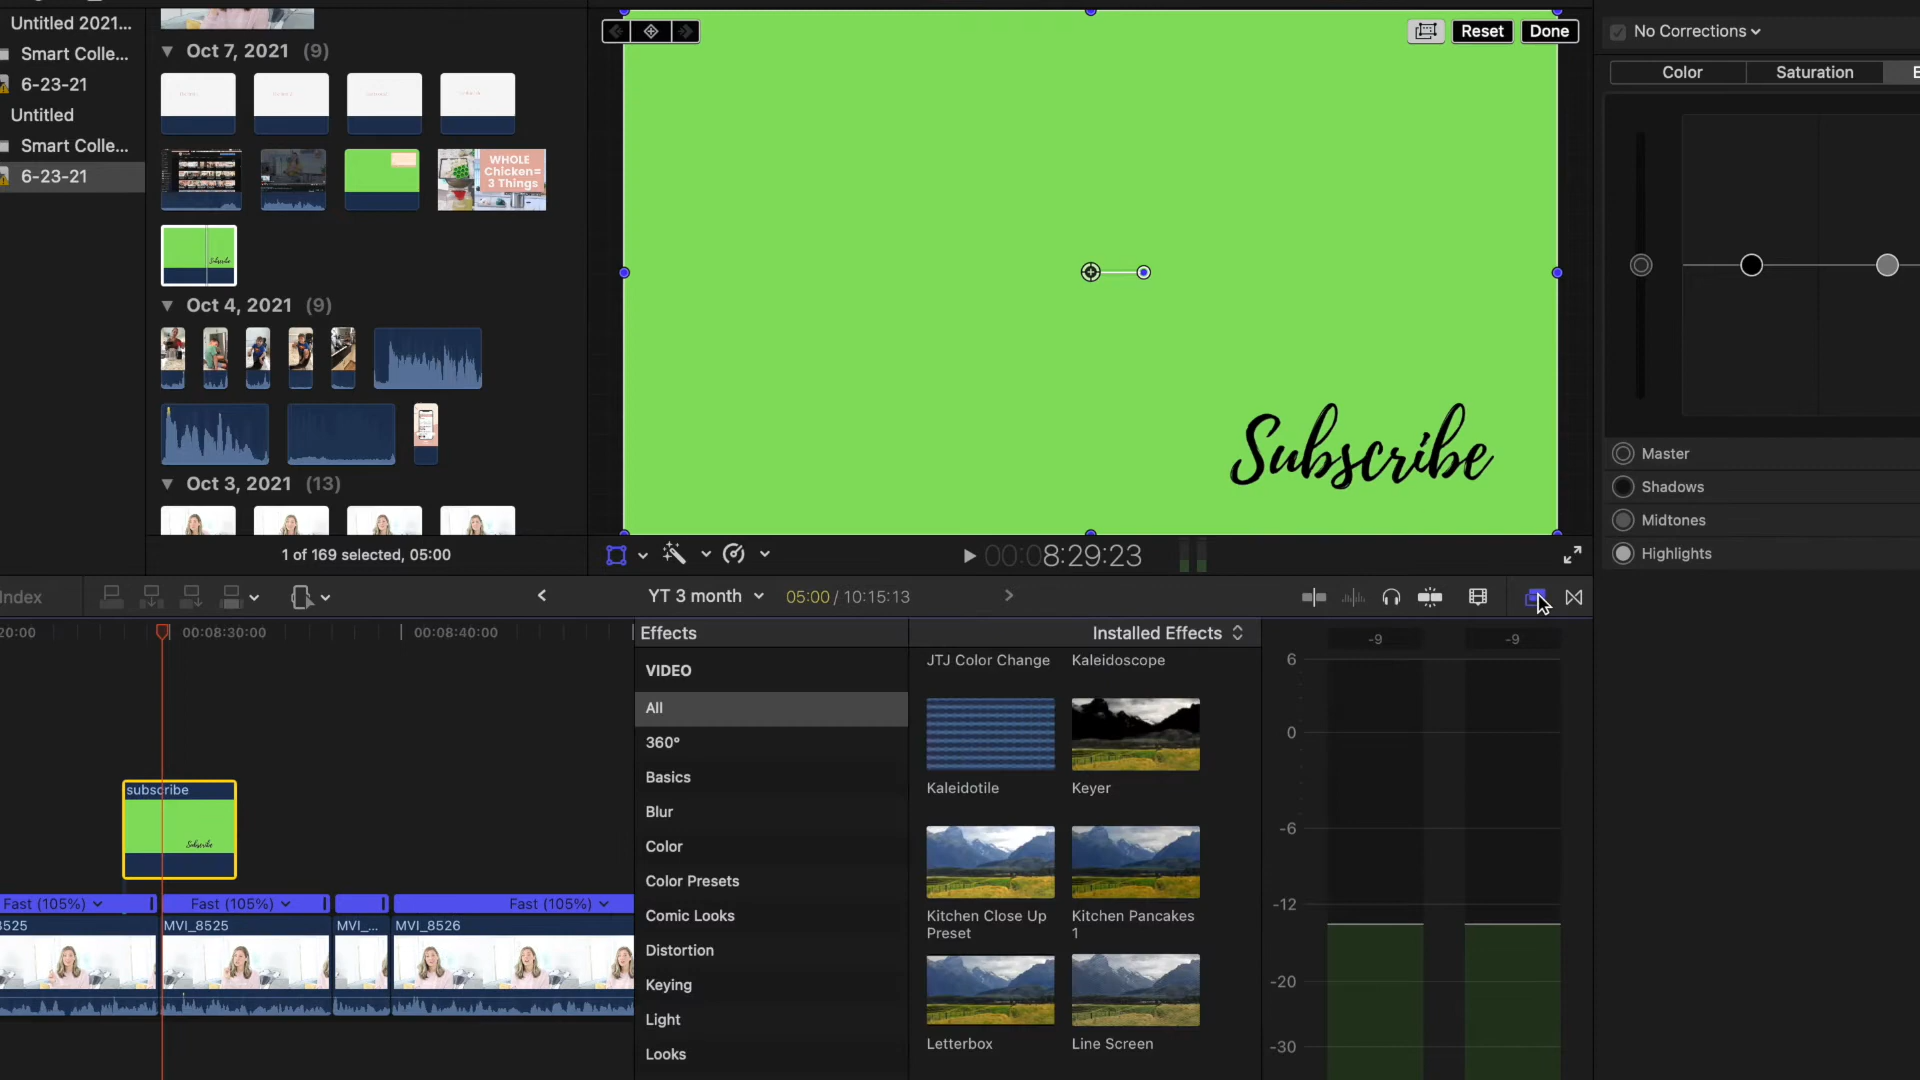 Untitled 2021...
Smart Colle...
6-23-21
Untitled
Smart Colle...
6-23-21
Oct 7, 2021 (9)
WHOLE
Chicken=
3 Things
Subscribe
Oct 4, 2021 (9)
Oct 3, 2021 (13)
1 of 169 selected, 05:00
Reset
Done
Subscribe
00:08:29:23
No Corrections
Color
Saturation
Master
Shadows
Midtones
Highlights
Index
YT 3 month
05:00 / 10:15:13
20:00
00:08:30:00
00:08:40:00
subscribe
Subscribe
Fast (105%)
Fast (105%)
Fast (105%)
8525
MVI_8525
MVI_...
MVI_8526
Effects
Installed Effects
VIDEO
All
360°
Basics
Blur
Color
Color Presets
Comic Looks
Distortion
Keying
Light
Looks
JTJ Color Change
Kaleidoscope
Kaleidotile
Keyer
Kitchen Close Up
Preset
Kitchen Pancakes
1
Letterbox
Line Screen
-9
-9
6
0
-6
-12
-20
-30